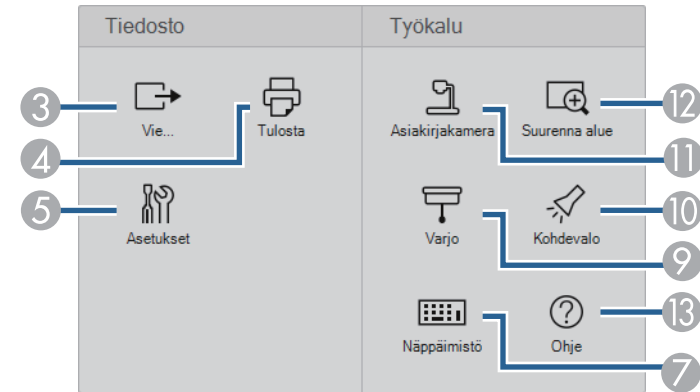 Tiedosto
Työkalu
3
Vie...
4
Tulosta
Asiakirjakamera
Suurenna alue
12
11
5
Asetukset
Varjo
Kohdevalo
10
9
Näppäimistö
Ohje
13
7